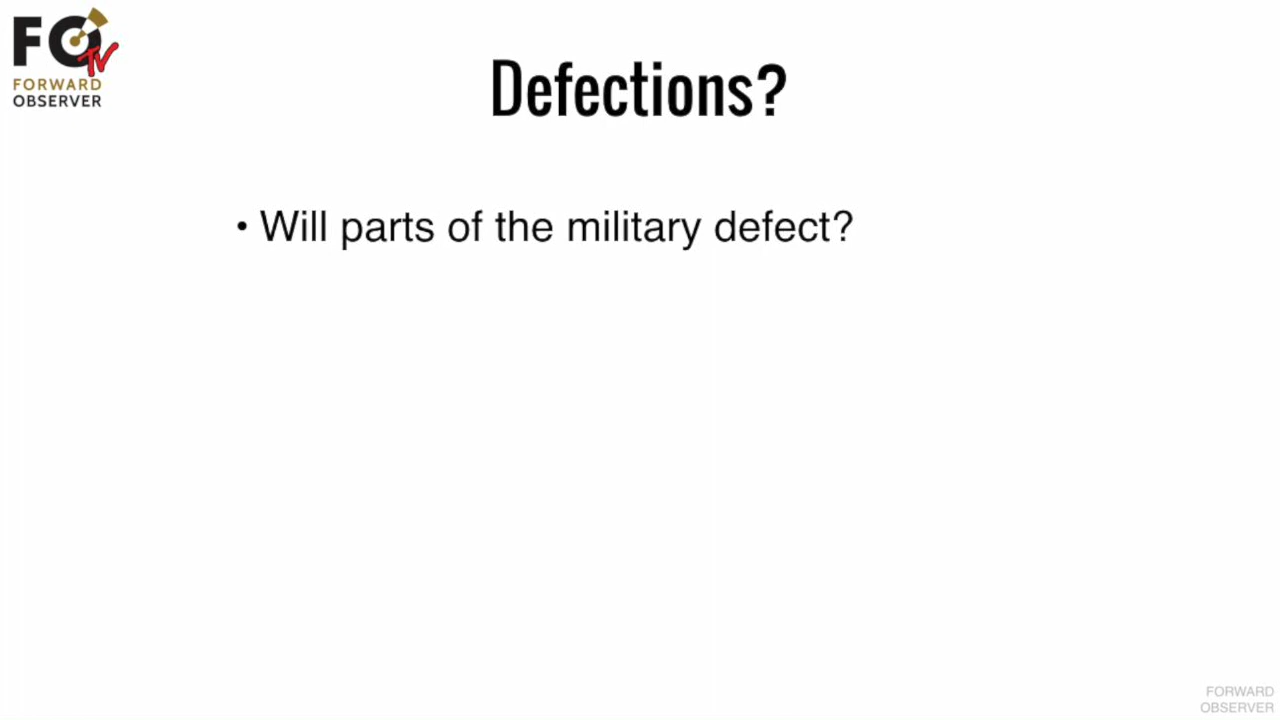 FO
TV
FORWARD
OBSERVER
Defections?
• Will parts of the military defect?
FORWARD
OBSERVER